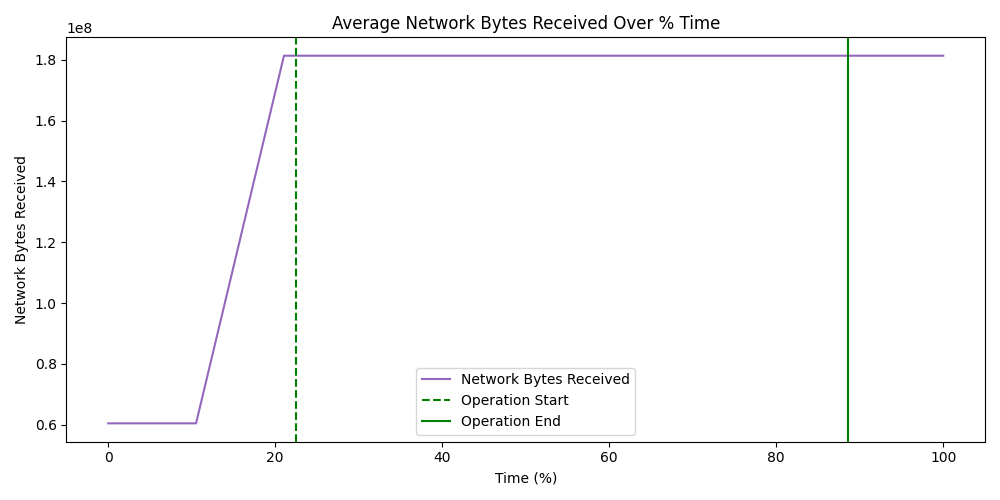 Average Network Bytes Received Over % Time
1e8
1.8
1.6
1.4
1.2
1.0
0.8
0.6
Network Bytes Received
Network Bytes Received
Operation Start
Operation End
0 20 40 60 80 100
Time (%)